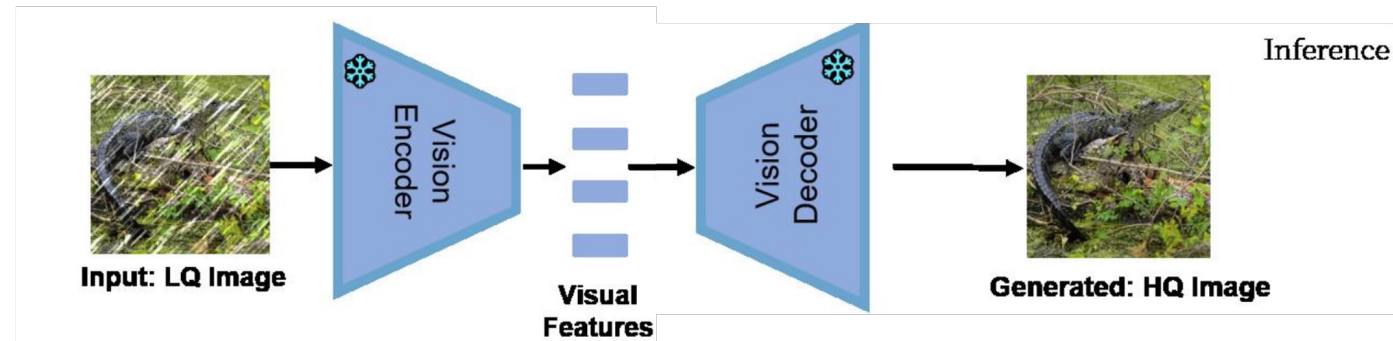 Inference
Vision
Encoder
Vision
Decoder
Input: LQ Image
Visual
Features
Generated: HQ Image